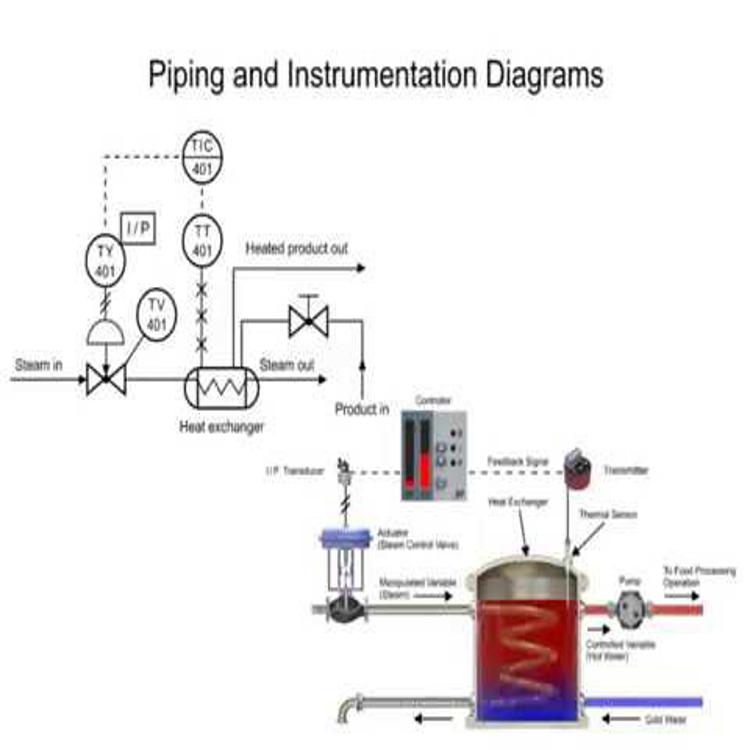 Piping and Instrumentation Diagrams
TIC
401
I / P
TT
401
TY
401
Heated product out
TV
401
Steam in
Steam out
Product in
Heat exchanger
Controller
I/P Transducer
Feedback Signal
Transmitter
Heat Exchanger
Thermal Sensor
Actuator
(Steam Control Valve)
Manipulated Variable
(Steam)
Pump
To Food Processing
Operation
Controlled Variable
(Hot Water)
Cold Water